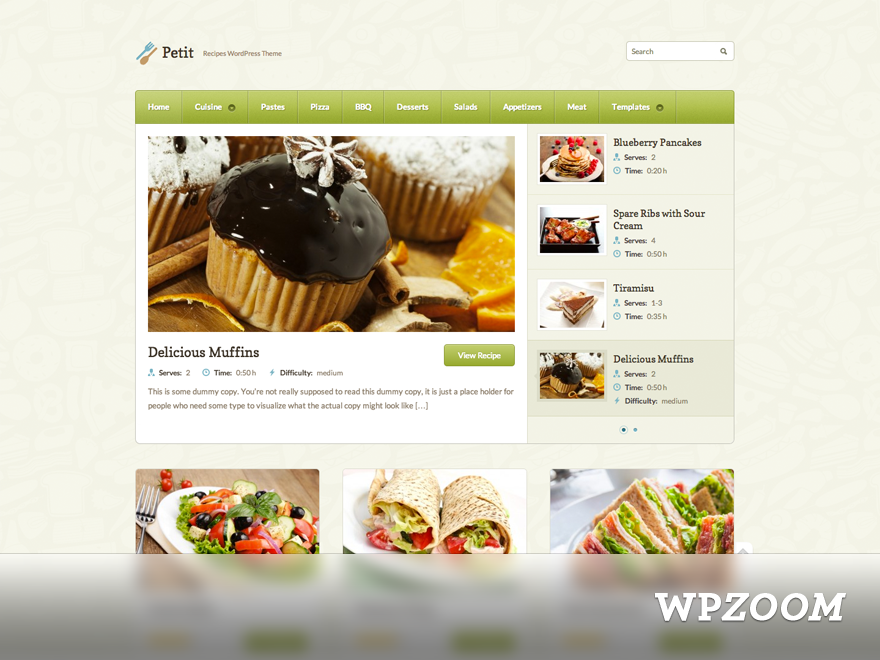 Petit
Recipes WordPress Theme
Search
Home Cuisine Pastes Pizza BBQ Desserts Salads Appetizers Meat Templates
Delicious Muffins
View Recipe
Serves: 2 Time: 0:50 h Difficulty: medium
This is some dummy copy. You're not really supposed to read this dummy copy, it is just a place holder for
people who need some type to visualize what the actual copy might look like [...]
Blueberry Pancakes
Serves: 2
Time: 0:20 h
Spare Ribs with Sour
Cream
Serves: 4
Time: 0:50 h
Tiramisu
Serves: 1-3
Time: 0:35 h
Delicious Muffins
Serves: 2
Time: 0:50 h
Difficulty: medium
WPZOOM